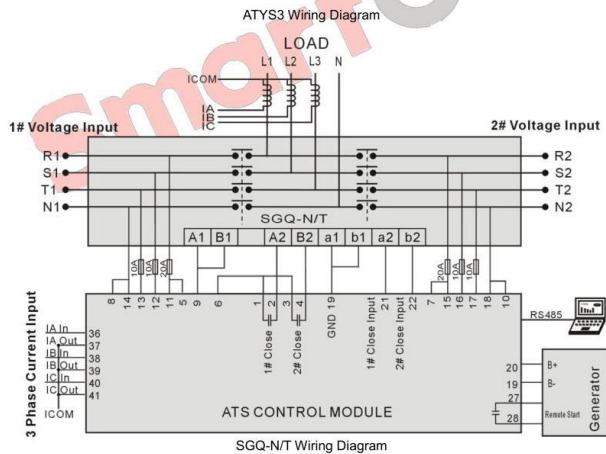 ATYS3 Wiring Diagram
Smart
LOAD
L1 L2 L3 N
ICOM
IA
IB
IC
1# Voltage Input
2# Voltage Input
R1
S1
T1
N1
R2
S2
T2
N2
SGQ-N/T
A1 B1 A2 B2 a1 b1 a2 b2
10A 10A 20A
20A 10A 10A
8 14 13 12 11 5 9 6 1 2 3 4 GND 19 21 22 7 15 16 17 18 10
1# Close
2# Close
1# Close Input
2# Close Input
3 Phase Current Input
IA In 36
IA Out 37
IB In 38
IB Out 39
IC In 40
IC Out 41
ICOM
RS485
20 B+
19 B-
27
Remote Start
28
Generator
ATS CONTROL MODULE
SGQ-N/T Wiring Diagram